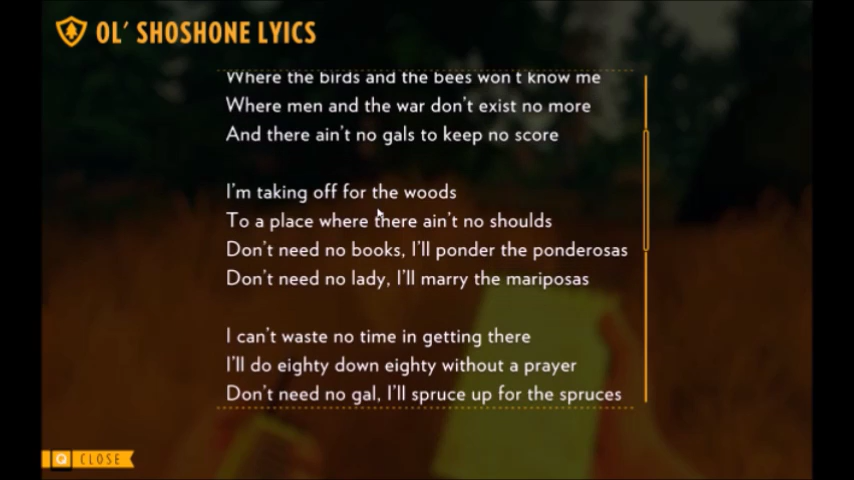 OL' SHOSHONE LYICS
Where the birds and the bees won't know me
Where men and the war don't exist no more
And there ain't no gals to keep no score
I'm taking off for the woods
To a place where there ain't no shoulds
Don't need no books, I'll ponder the ponderosas
Don't need no lady, I'll marry the mariposas
I can't waste no time in getting there
I'll do eighty down eighty without a prayer
Don't need no gal, I'll spruce up for the spruces
Q CLOSE